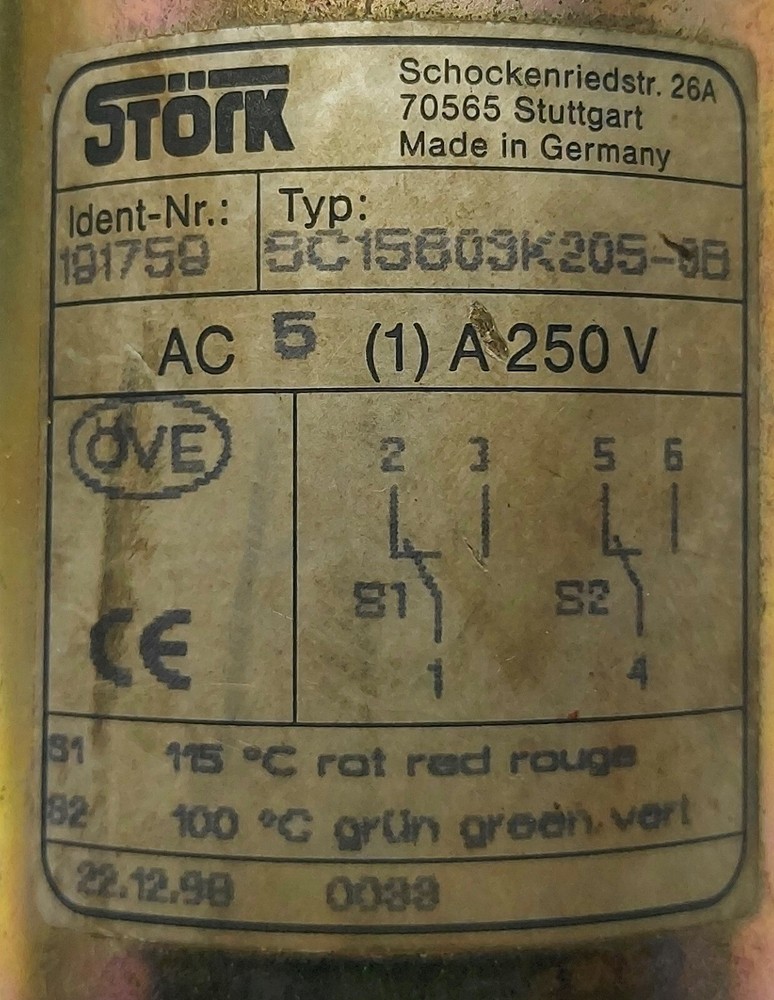 STÖRK
Schockenriedstr. 26A
70565 Stuttgart
Made in Germany
Ident-Nr.:
Typ:
AC 5 (1) A 250 V
ÖVE
2 3 5 6
S1 S2
1 4
CE
S1 115 °C rot red rouge
S2 100 °C grün green vert
22.12.98